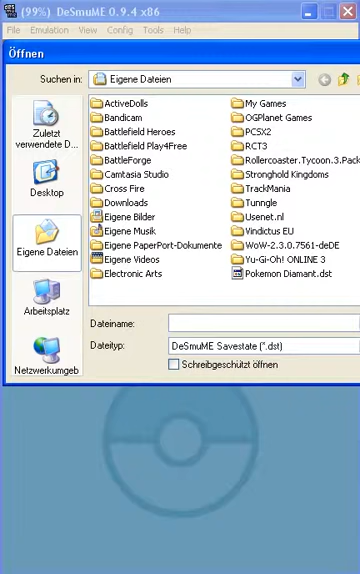 (99%) DeSmuME 0.9.4 x86
File Emulation View Config Tools Help
Öffnen
Suchen in: Eigene Dateien
Zuletzt
verwendete D...
Desktop
Eigene Dateien
Arbeitsplatz
Netzwerkumgeb
ActiveDolls
Bandicam
Battlefield Heroes
Battlefield Play4Free
BattleForge
Camtasia Studio
Cross Fire
Downloads
Eigene Bilder
Eigene Musik
Eigene PaperPort-Dokumente
Eigene Videos
Electronic Arts
My Games
OGPlanet Games
PCSX2
RCT3
Rollercoaster.Tycoon.3.Pack
Stronghold Kingdoms
TrackMania
Tunngle
Usenet.nl
Vindictus EU
WoW-2.3.0.7561-deDE
Yu-Gi-Oh! ONLINE 3
Pokemon Diamant.dst
Dateiname:
Dateityp: DeSmuME Savestate (*.dst)
Schreibgeschützt öffnen